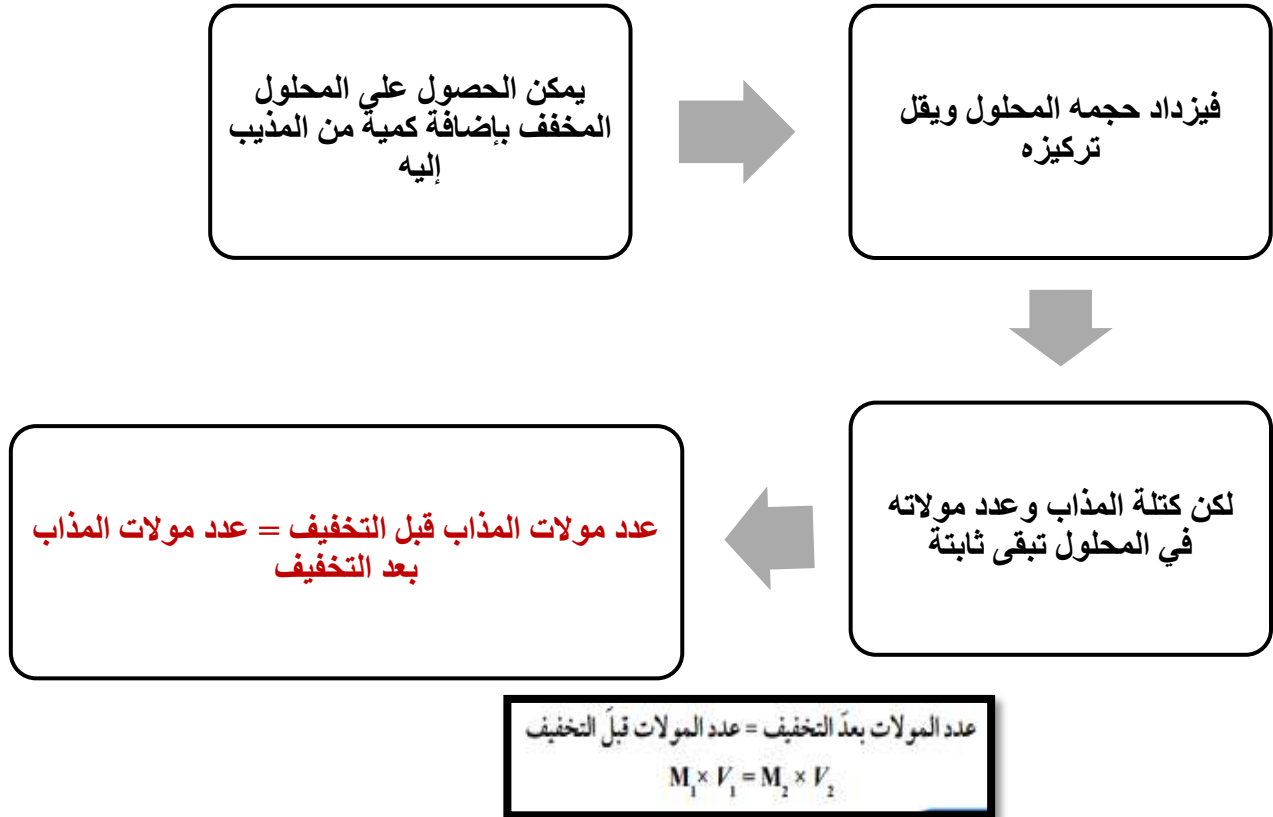 يمكن الحصول علي المحلول
المخفف بإضافة كمية من المذيب
إليه
فيزداد حجمه المحلول ويقل
تركيزه
لكن كتلة المذاب وعدد مولاته
في المحلول تبقى ثابتة
عدد مولات المذاب قبل التخفيف = عدد مولات المذاب
بعد التخفيف
عدد المولات بعدَ التخفيف = عدد المولات قبلَ التخفيف
M₁ × V₁ = M₂ × V₂